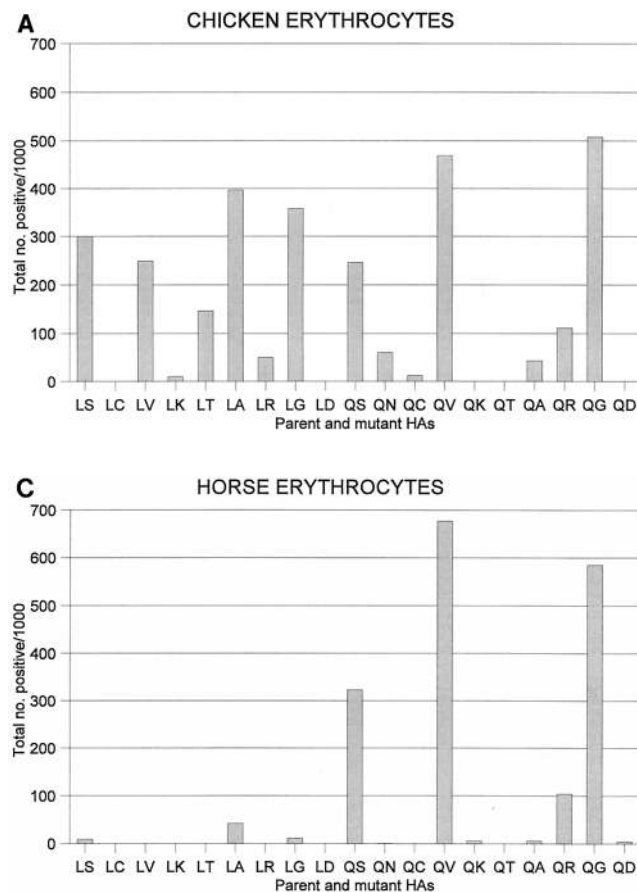 A
CHICKEN ERYTHROCYTES
700
600
500
400
300
200
100
0
Total no. positive/1000
LS LC LV LK LT LA LR LG LD QS QN QC QV QK QT QA QR QG QD
Parent and mutant HAs
C
HORSE ERYTHROCYTES
700
600
500
400
300
200
100
0
Total no. positive/1000
LS LC LV LK LT LA LR LG LD QS QN QC QV QK QT QA QR QG QD
Parent and mutant HAs